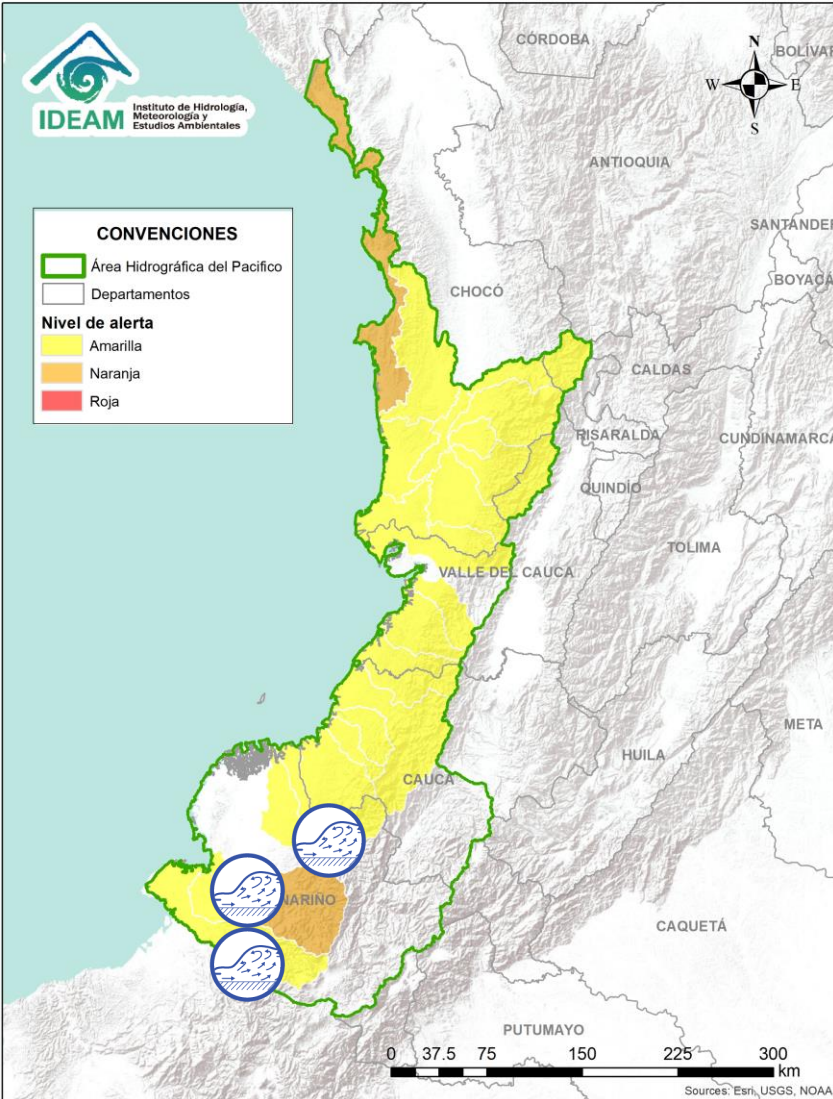 IDEAM
Instituto de Hidrología,
Meteorología y
Estudios Ambientales
CÓRDOBA
BOLÍVAR
N
W
E
S
ANTIOQUIA
SANTANDER
BOYACÁ
CONVENCIONES
Área Hidrográfica del Pacifico
Departamentos
Nivel de alerta
Amarilla
Naranja
Roja
CHOCÓ
CALDAS
RISARALDA
CUNDINAMARCA
QUINDÍO
TOLIMA
VALLE DEL CAUCA
META
HUILA
CAUCA
NARIÑO
CAQUETÁ
PUTUMAYO
0 37.5 75 150 225 300
km
Sources: Esri, USGS, NOAA